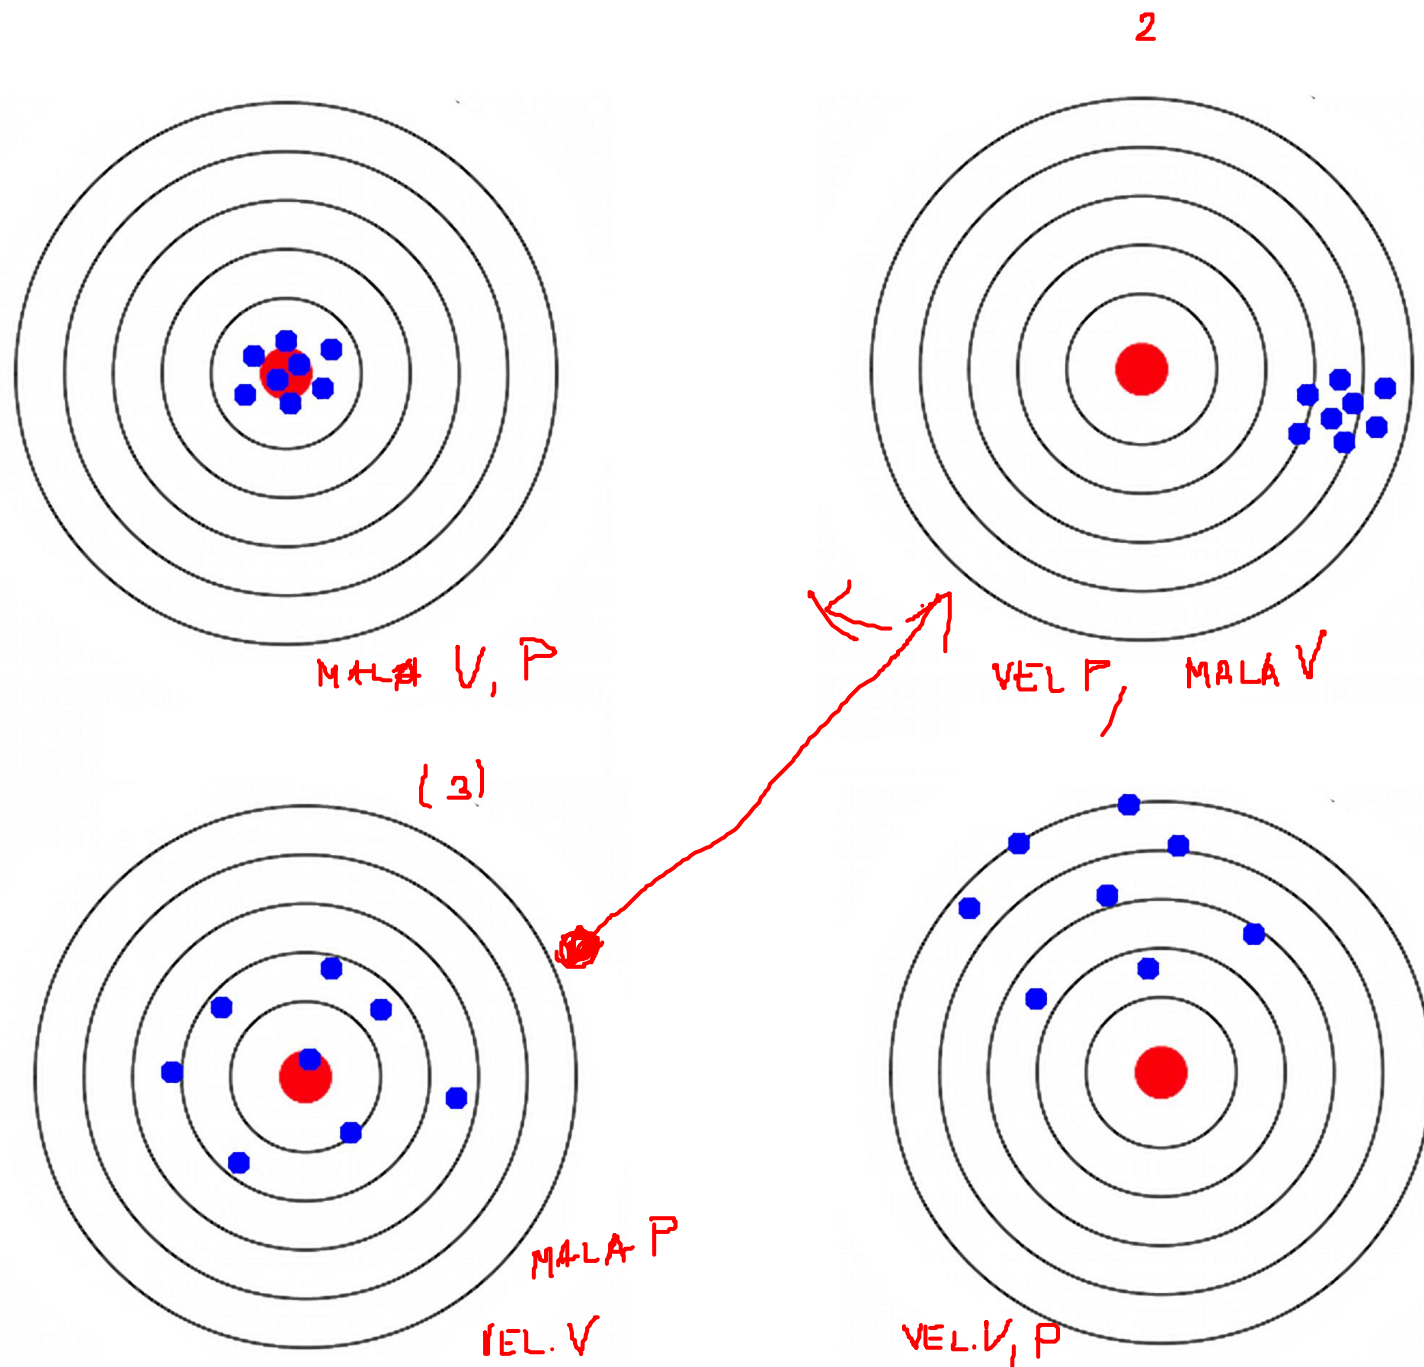 2
MALA V, P
VEL P, MALA V
(3)
MALA P
VEL. V
VEL. V, P